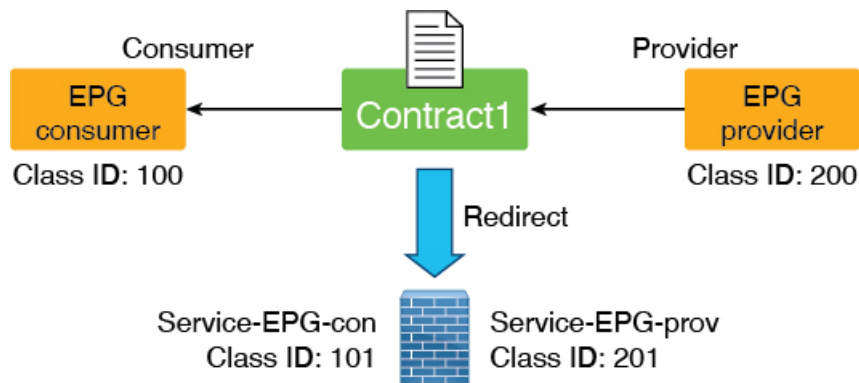 Consumer
Provider
EPG
consumer
Contract1
EPG
provider
Class ID: 100
Class ID: 200
Redirect
Service-EPG-con
Class ID: 101
Service-EPG-prov
Class ID: 201